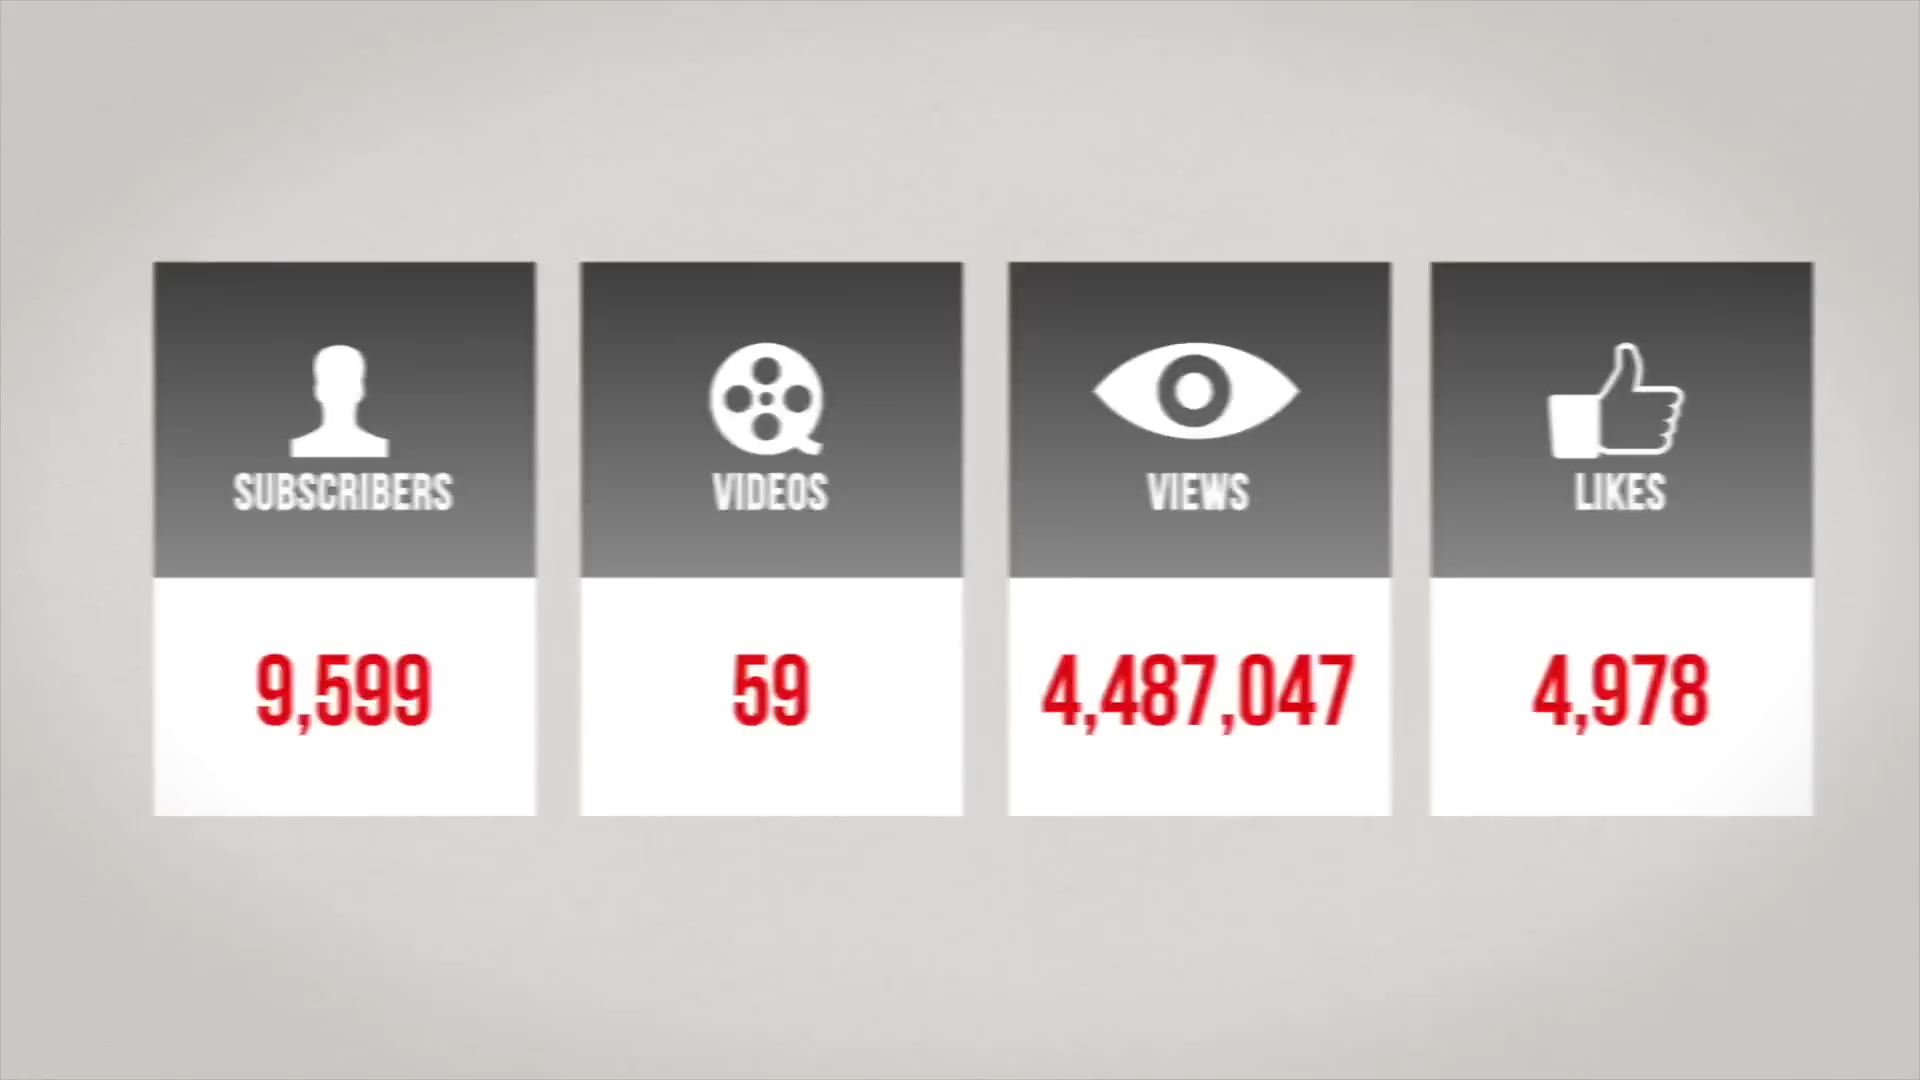 SUBSCRIBERS
9,599
VIDEOS
59
VIEWS
4,487,047
LIKES
4,978